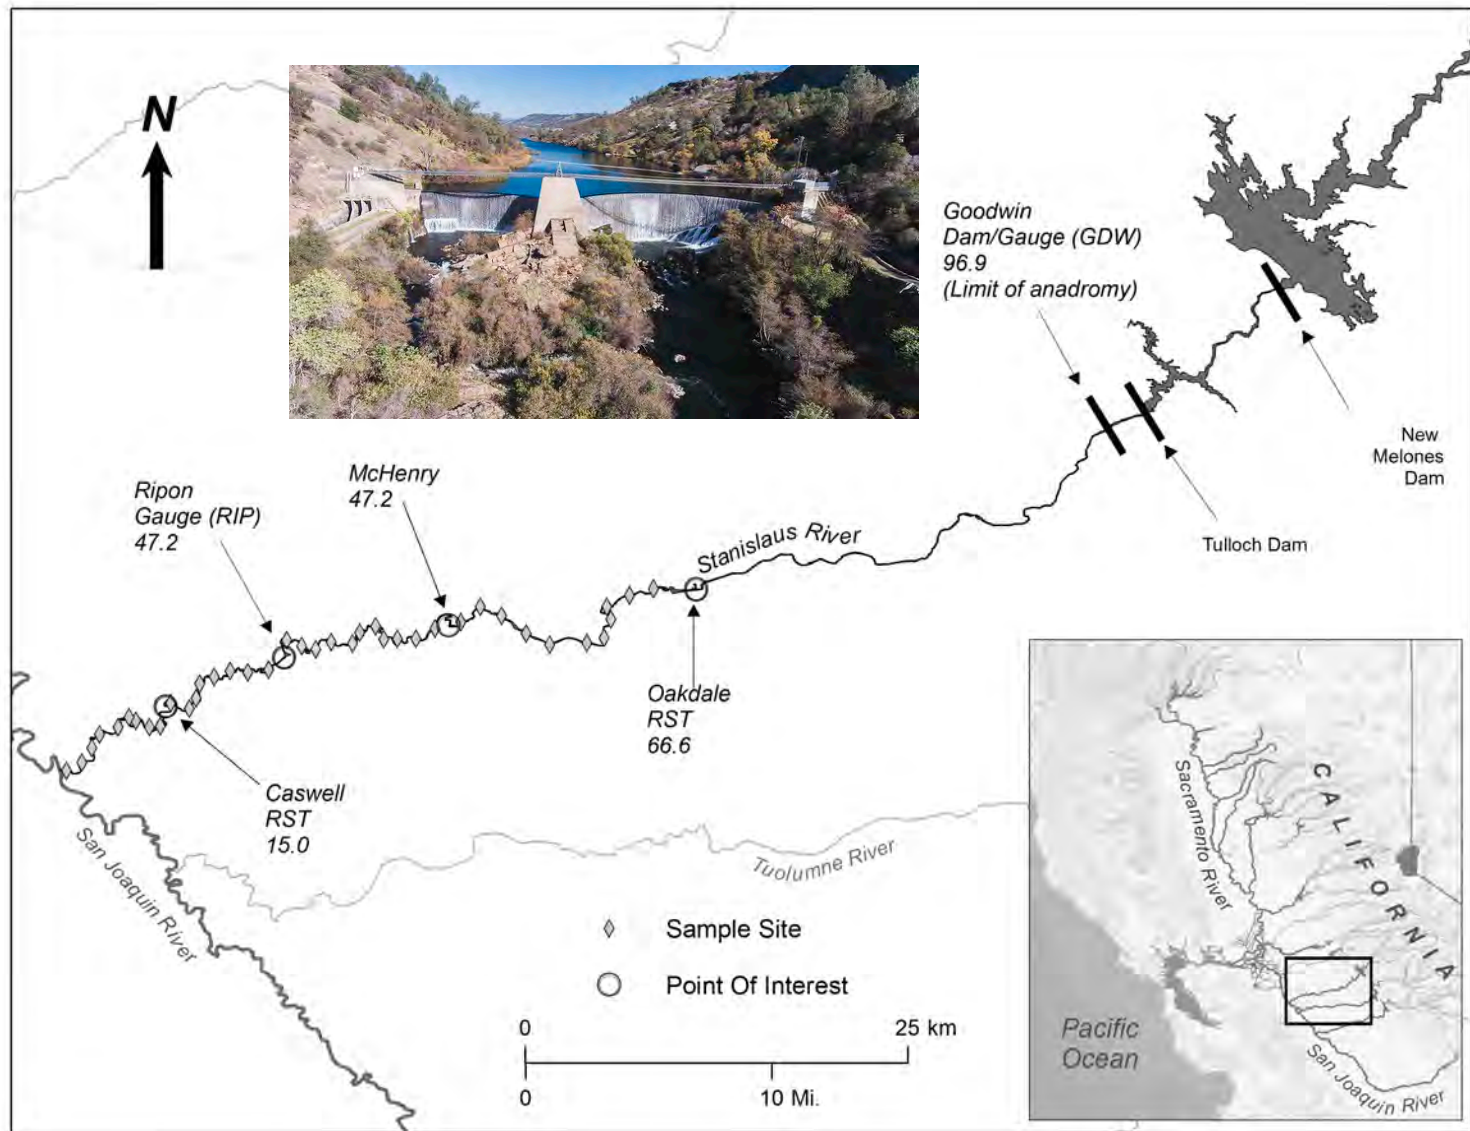 N
Goodwin
Dam/Gauge (GDW)
96.9
(Limit of anadromy)
New
Melones
Dam
Tulloch Dam
McHenry
47.2
Ripon
Gauge (RIP)
47.2
Stanislaus River
Oakdale
RST
66.6
Caswell
RST
15.0
San Joaquin River
Tuolumne River
Sample Site
Point Of Interest
0
25 km
0
10 Mi.
Sacramento River
CALIFORNIA
Pacific
Ocean
San Joaquin River